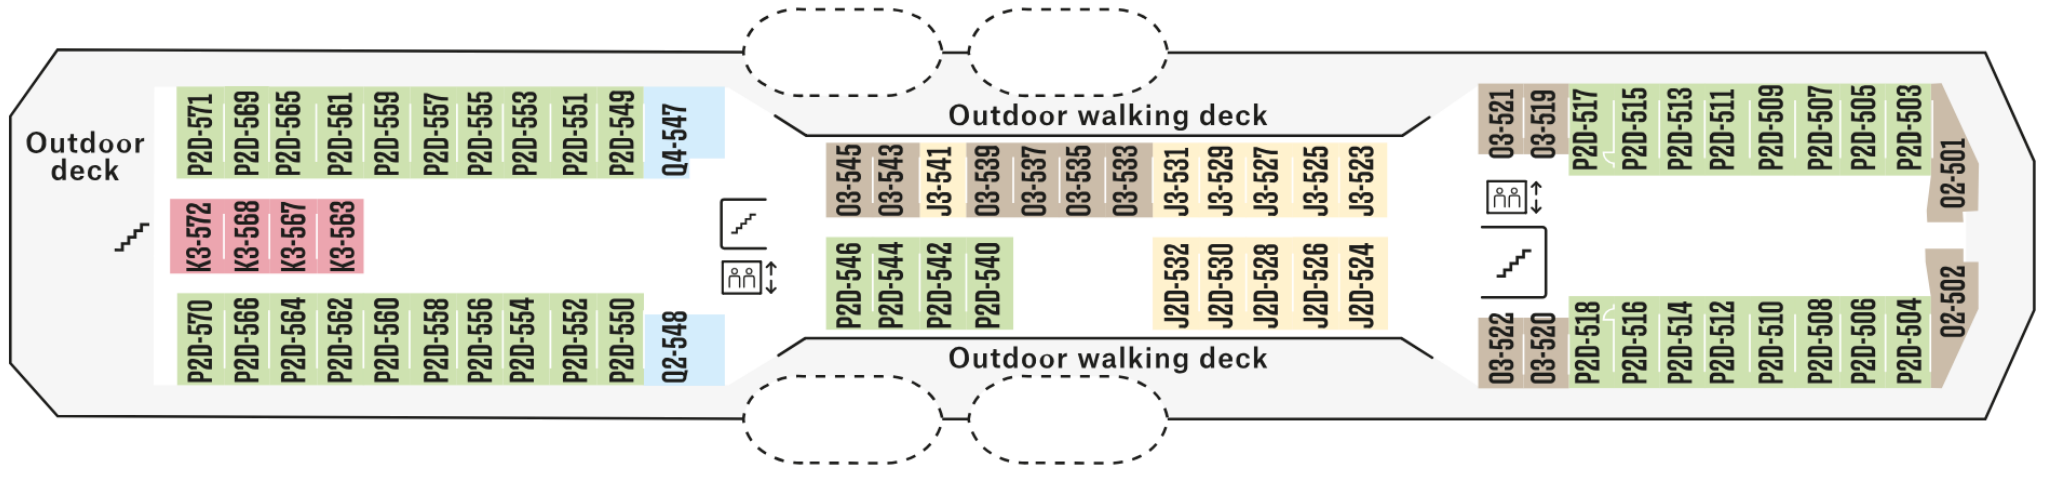 Outdoor
deck
P2D-571
P2D-569
P2D-565
P2D-561
P2D-559
P2D-557
P2D-555
P2D-553
P2D-551
P2D-549
Q4-547
K3-572
K3-568
K3-567
K3-563
P2D-570
P2D-566
P2D-564
P2D-562
P2D-560
P2D-558
P2D-556
P2D-554
P2D-552
P2D-550
Q2-548
Outdoor walking deck
O3-545
O3-543
J3-541
O3-539
O3-537
O3-535
O3-533
J3-531
J3-529
J3-527
J3-525
J3-523
P2D-546
P2D-544
P2D-542
P2D-540
J2D-532
J2D-530
J2D-528
J2D-526
J2D-524
Outdoor walking deck
O3-521
O3-519
P2D-517
P2D-515
P2D-513
P2D-511
P2D-509
P2D-507
P2D-505
P2D-503
O2-501
O3-522
O3-520
P2D-518
P2D-516
P2D-514
P2D-512
P2D-510
P2D-508
P2D-506
P2D-504
O2-502